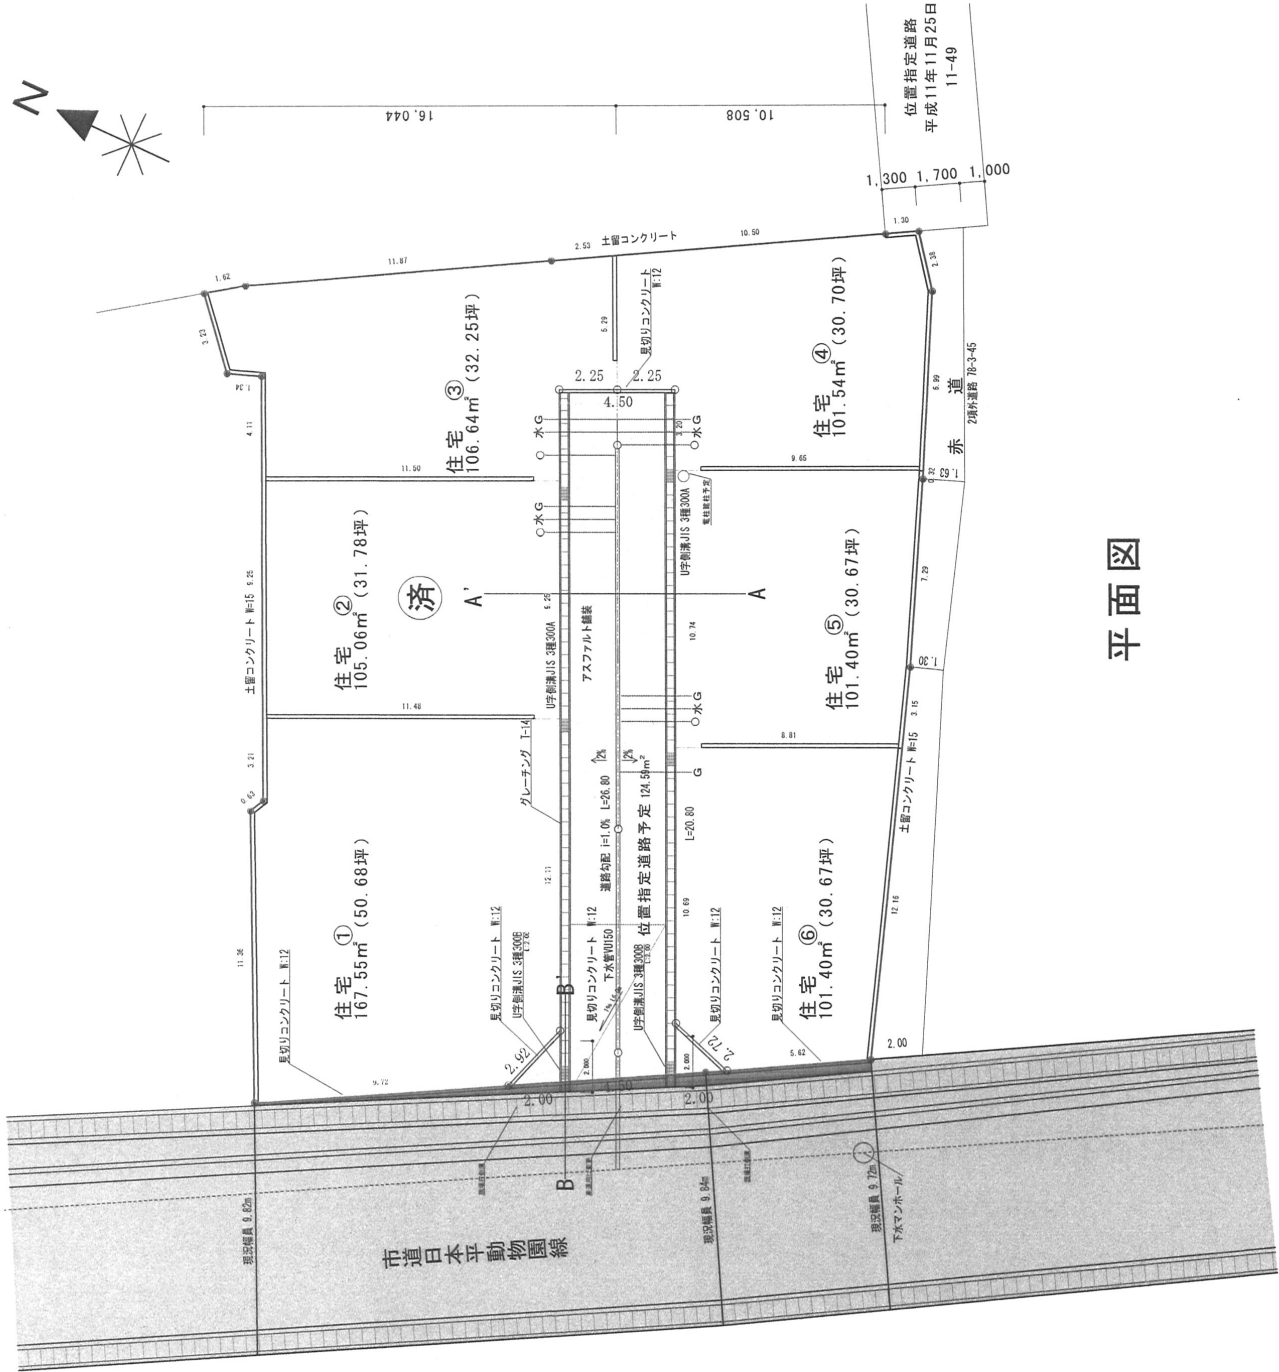 平面図
N
16.044
10.508
位置指定道路
平成11年11月25日
11-49
1,300 1,700 1,000
1.62
3.23
1.34
11.87
2.53
土留コンクリート
10.50
1.30
2.38
住宅 ③
106.64㎡ (32.25坪)
5.29
見切りコンクリート
W:12
2.25 2.25
4.50
住宅 ④
101.54㎡ (30.70坪)
6.99
赤道
2項外道路 78-3-45
4.11
11.50
水 G
水 G
3.20
9.65
0.32
1.63
電柱建柱予定
住宅 ②
105.06㎡ (31.78坪)
済
土留コンクリート W=15
9.25
A'
A
9.26
U字側溝JIS 3種300A
アスファルト舗装
U字側溝JIS 3種300A
10.74
住宅 ⑤
101.40㎡ (30.67坪)
7.29
1.30
3.15
11.48
水 G
G
8.81
3.21
0.63
グレーチング T-14
道路勾配 i=1.0% L=26.80
2%
2%
位置指定道路予定 124.59㎡
L=20.80
土留コンクリート W=15
住宅 ①
167.55㎡ (50.68坪)
11.36
見切りコンクリート W:12
12.11
見切りコンクリート W:12
U字側溝JIS 3種300B
L:2.00
見切りコンクリート W:12
下水管VU150
U字側溝JIS 3種300B
L:2.00
10.69
見切りコンクリート W:12
見切りコンクリート W:12
住宅 ⑥
101.40㎡ (30.67坪)
12.16
B'
B
2.92
2.72
2.000
2.000
9.72
2.00
4.50
2.00
5.62
2.00
現況幅員 9.82m
現況幅員 9.84m
現況幅員 9.72m
下水マンホール
市道日本平動物園線